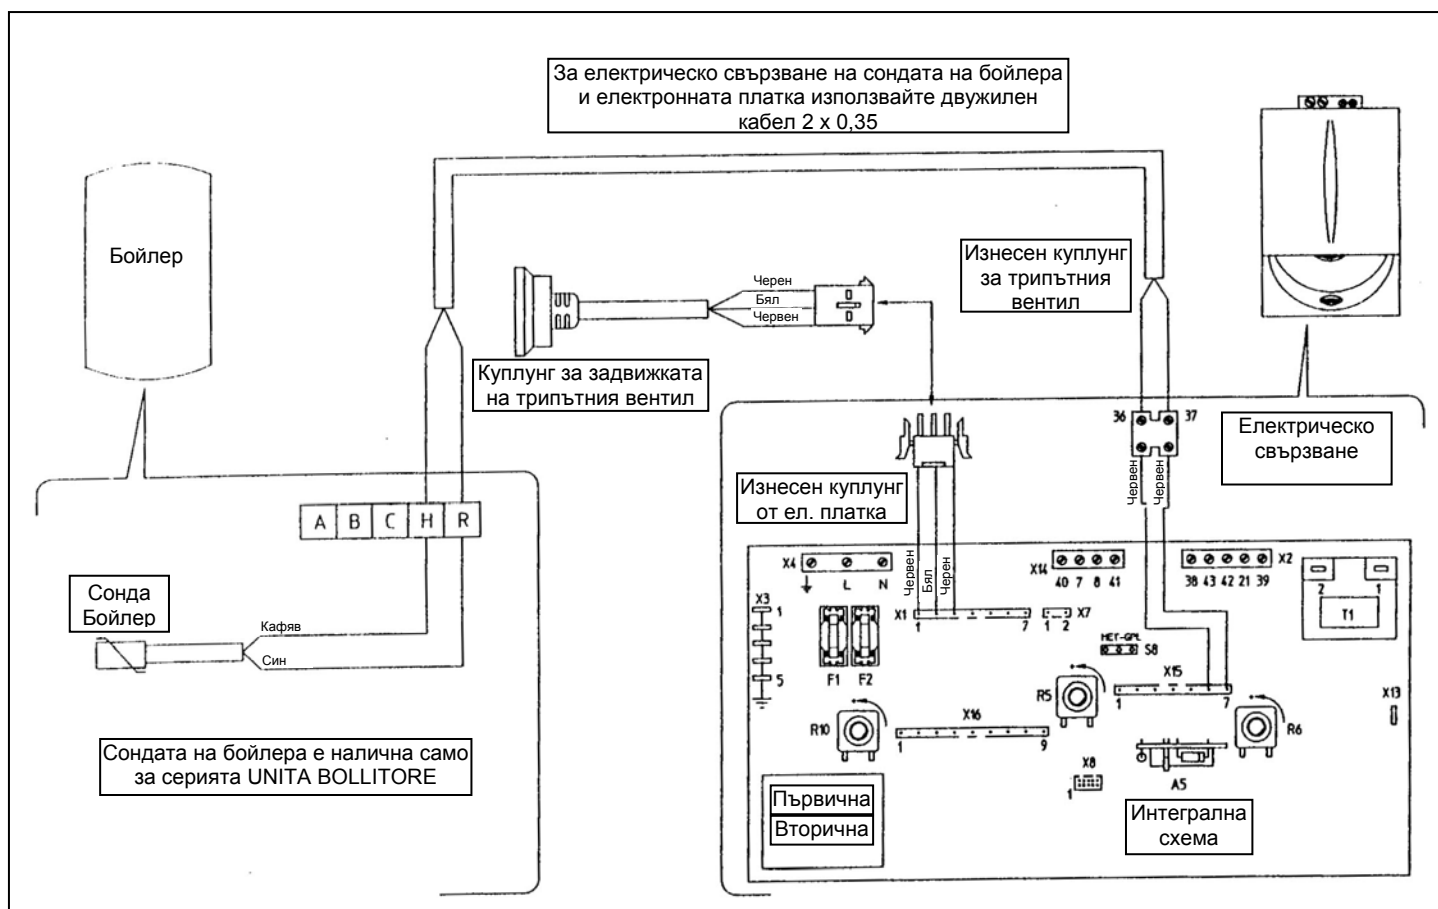 За електрическо свързване на сондата на бойлера
и електронната платка използвайте двужилен
кабел 2 x 0,35
Бойлер
Изнесен куплунг
за трипътния
вентил
Черен
Бял
Червен
Куплунг за задвижката
на трипътния вентил
36
37
Електрическо
свързване
Червен
Червен
Изнесен куплунг
от ел. платка
A B C H R
Червен
Бял
Черен
X4
L N
X14
40 7 8 41
38 43 42 21 39
X2
2 1
T1
Сонда
Бойлер
Кафяв
Син
X3
1
5
X1
1 7
X7
1 2
F1 F2
MET-GPL
S8
X15
1 7
R5
X13
R10
X16
1 9
R6
X8
1
A5
Сондата на бойлера е налична само
за серията UNITA BOLLITORE
Първична
Вторична
Интегрална
схема